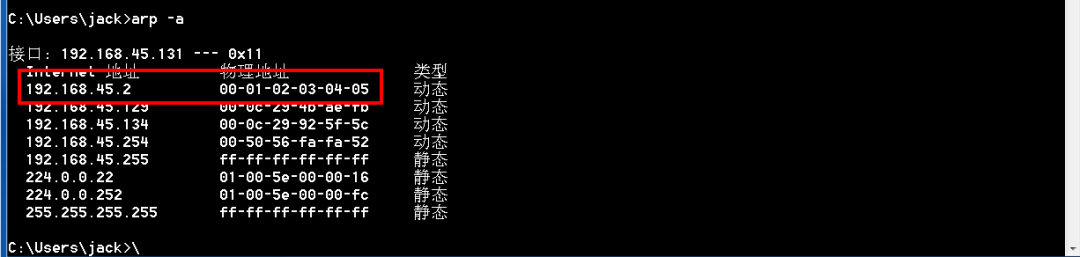 C:\Users\jack>arp -a
接口: 192.168.45.131 --- 0x11
Internet 地址 物理地址 类型
192.168.45.2 00-01-02-03-04-05 动态
192.168.45.129 00-0c-29-4b-ae-fb 动态
192.168.45.134 00-0c-29-92-5f-5c 动态
192.168.45.254 00-50-56-fa-fa-52 动态
192.168.45.255 ff-ff-ff-ff-ff-ff 静态
224.0.0.22 01-00-5e-00-00-16 静态
224.0.0.252 01-00-5e-00-00-fc 静态
255.255.255.255 ff-ff-ff-ff-ff-ff 静态
C:\Users\jack>\